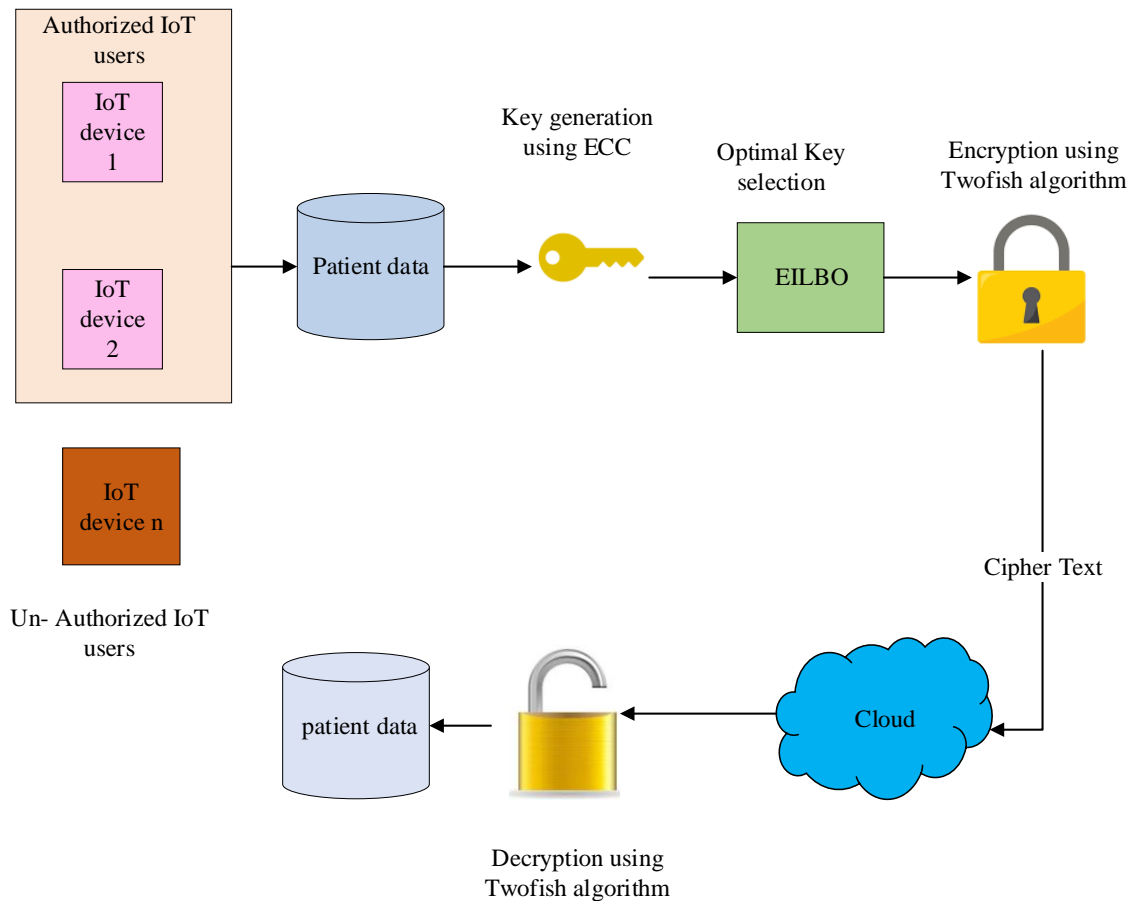 Authorized IoT
users
IoT
device
1
IoT
device
2
IoT
device n
Un- Authorized IoT
users
Patient data
Key generation
using ECC
Optimal Key
selection
EILBO
Encryption using
Twofish algorithm
Cipher Text
Cloud
patient data
Decryption using
Twofish algorithm